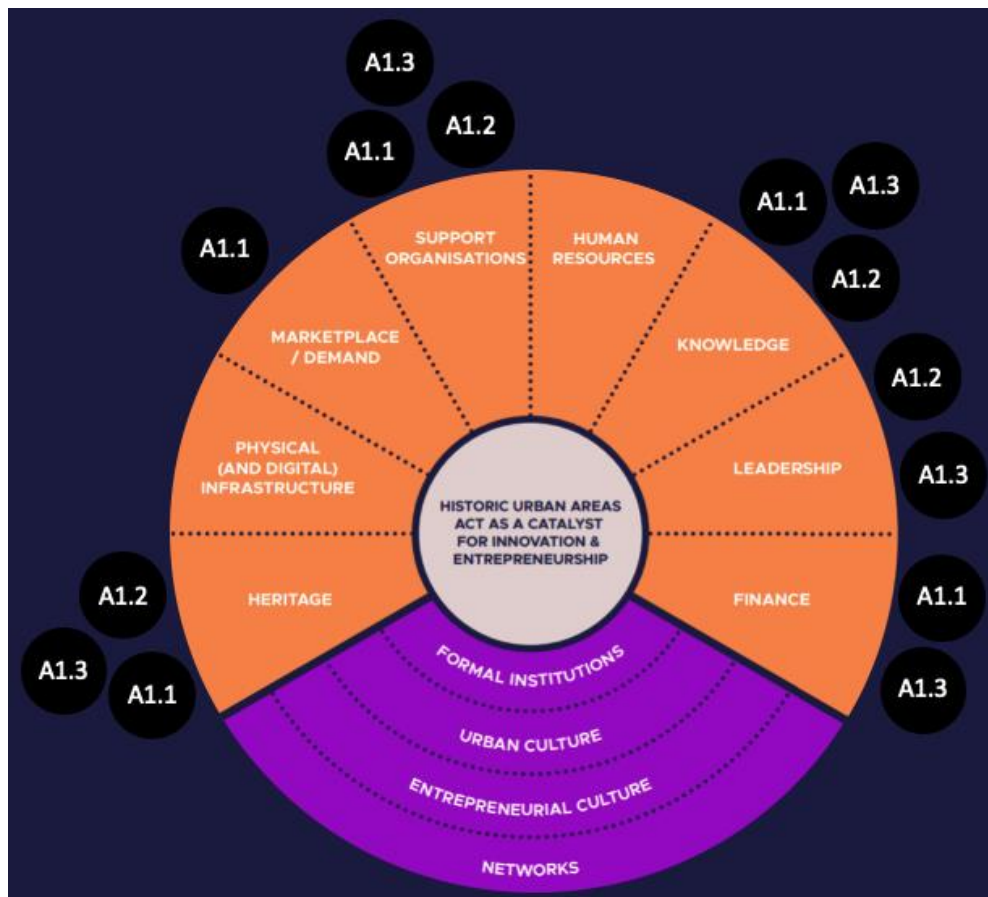 A1.3
A1.2
A1.1
A1.1
A1.3
A1.1
A1.2
SUPPORT
ORGANISATIONS
HUMAN
RESOURCES
MARKETPLACE
/ DEMAND
KNOWLEDGE
A1.2
PHYSICAL
(AND DIGITAL)
INFRASTRUCTURE
LEADERSHIP
A1.3
HISTORIC URBAN AREAS
ACT AS A CATALYST
FOR INNOVATION &
ENTREPRENEURSHIP
A1.2
A1.3
A1.1
HERITAGE
FINANCE
A1.1
A1.3
FORMAL INSTITUTIONS
URBAN CULTURE
ENTREPRENEURIAL CULTURE
NETWORKS